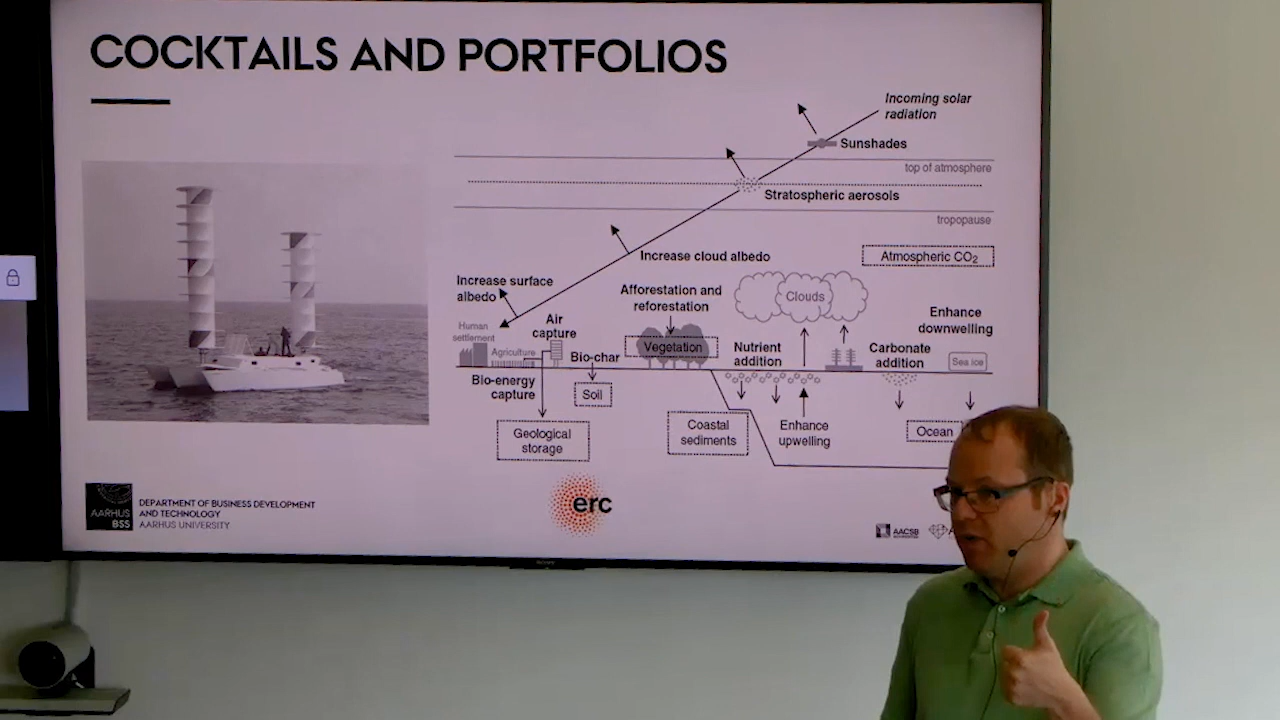 COCKTAILS AND PORTFOLIOS
Incoming solar
radiation
Sunshades
top of atmosphere
Stratospheric aerosols
tropopause
Increase cloud albedo
Atmospheric CO₂
Increase surface
albedo
Afforestation and
reforestation
Clouds
Enhance
downwelling
Human
settlement
Air
capture
Agriculture
Bio-char
Vegetation
Nutrient
addition
Carbonate
addition
Sea ice
Bio-energy
capture
Soil
Geological
storage
Coastal
sediments
Enhance
upwelling
Ocean
AARHUS
BSS
DEPARTMENT OF BUSINESS DEVELOPMENT
AND TECHNOLOGY
AARHUS UNIVERSITY
erc
AACSB
SONY